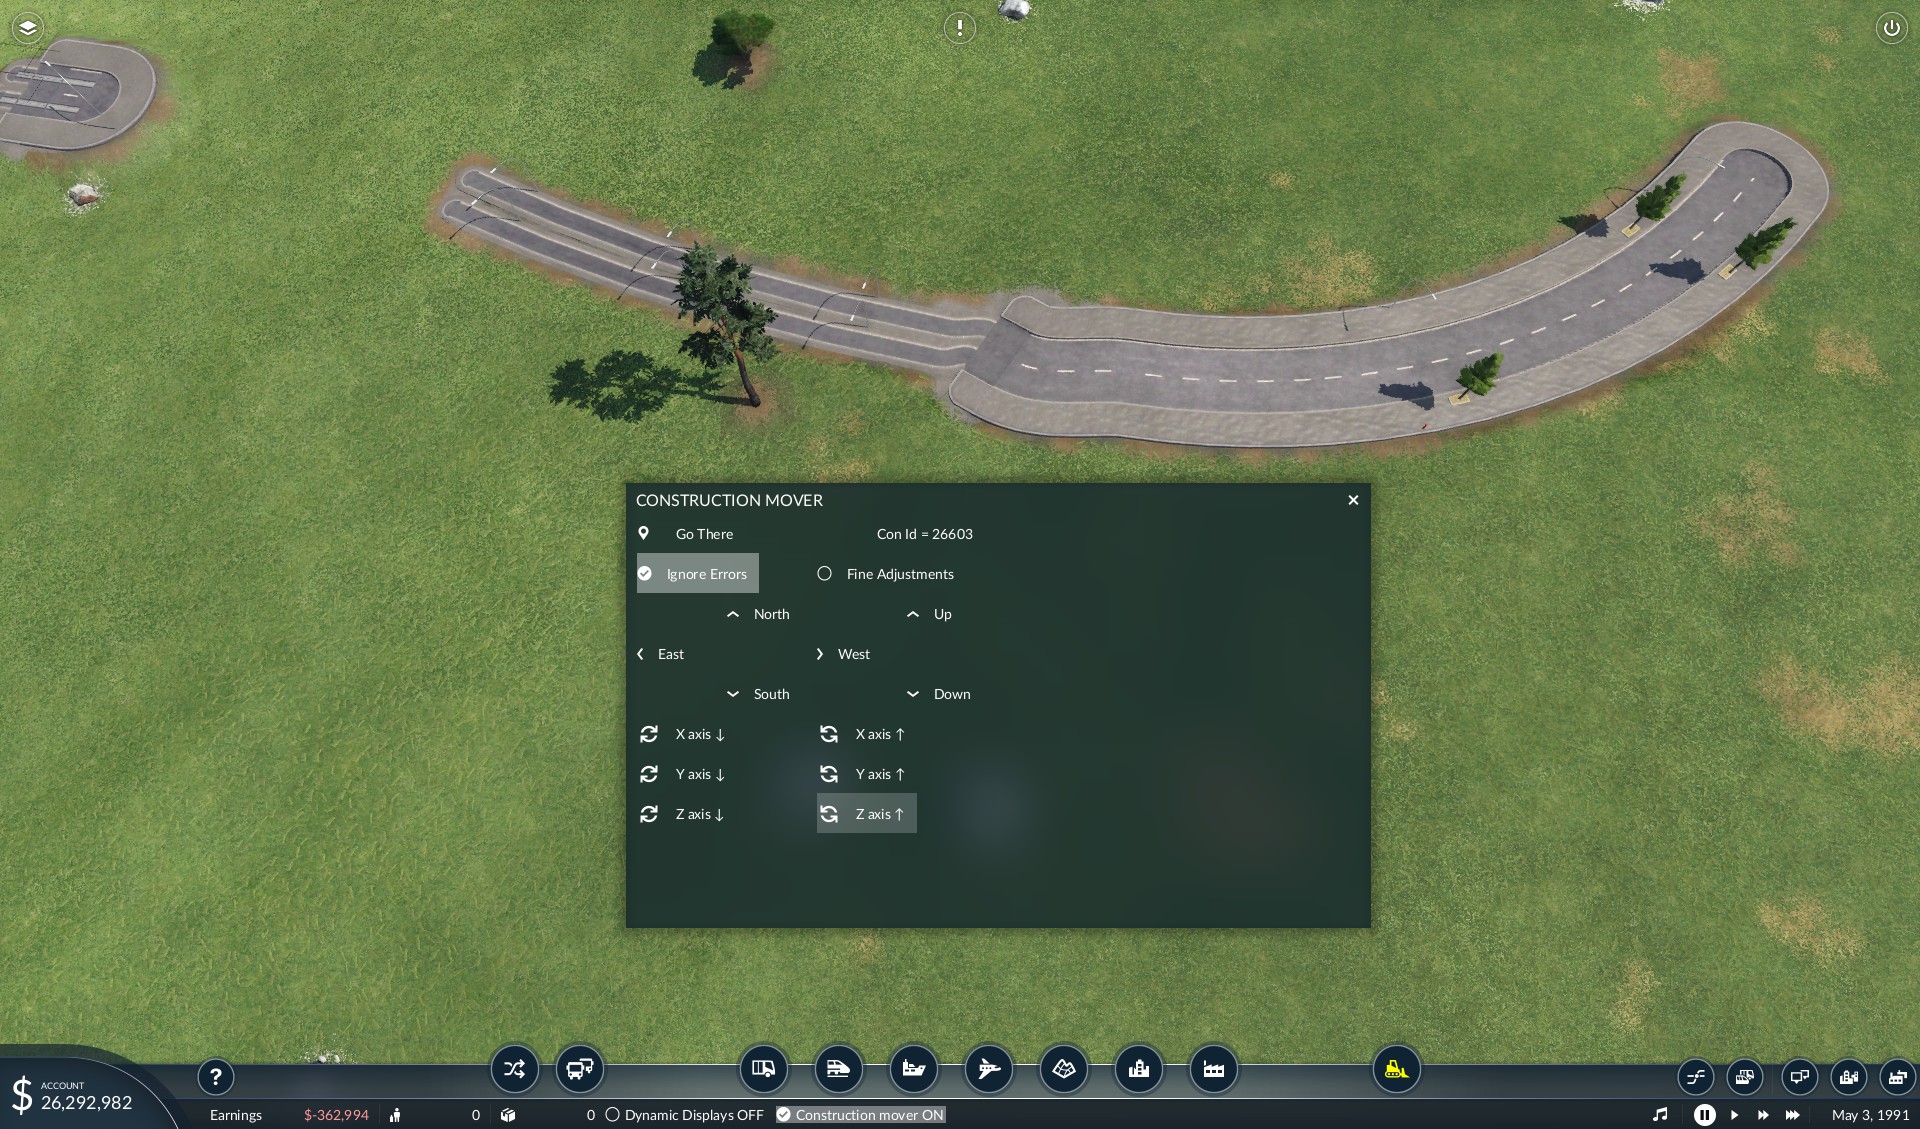 CONSTRUCTION MOVER
Go There
Con Id = 26603
Ignore Errors
Fine Adjustments
North
Up
East
West
South
Down
X axis ↓
X axis ↑
Y axis ↓
Y axis ↑
Z axis ↓
Z axis ↑
$ ACCOUNT
26,292,982
?
Earnings
$-362,994
0
0
Dynamic Displays OFF
Construction mover ON
May 3, 1991